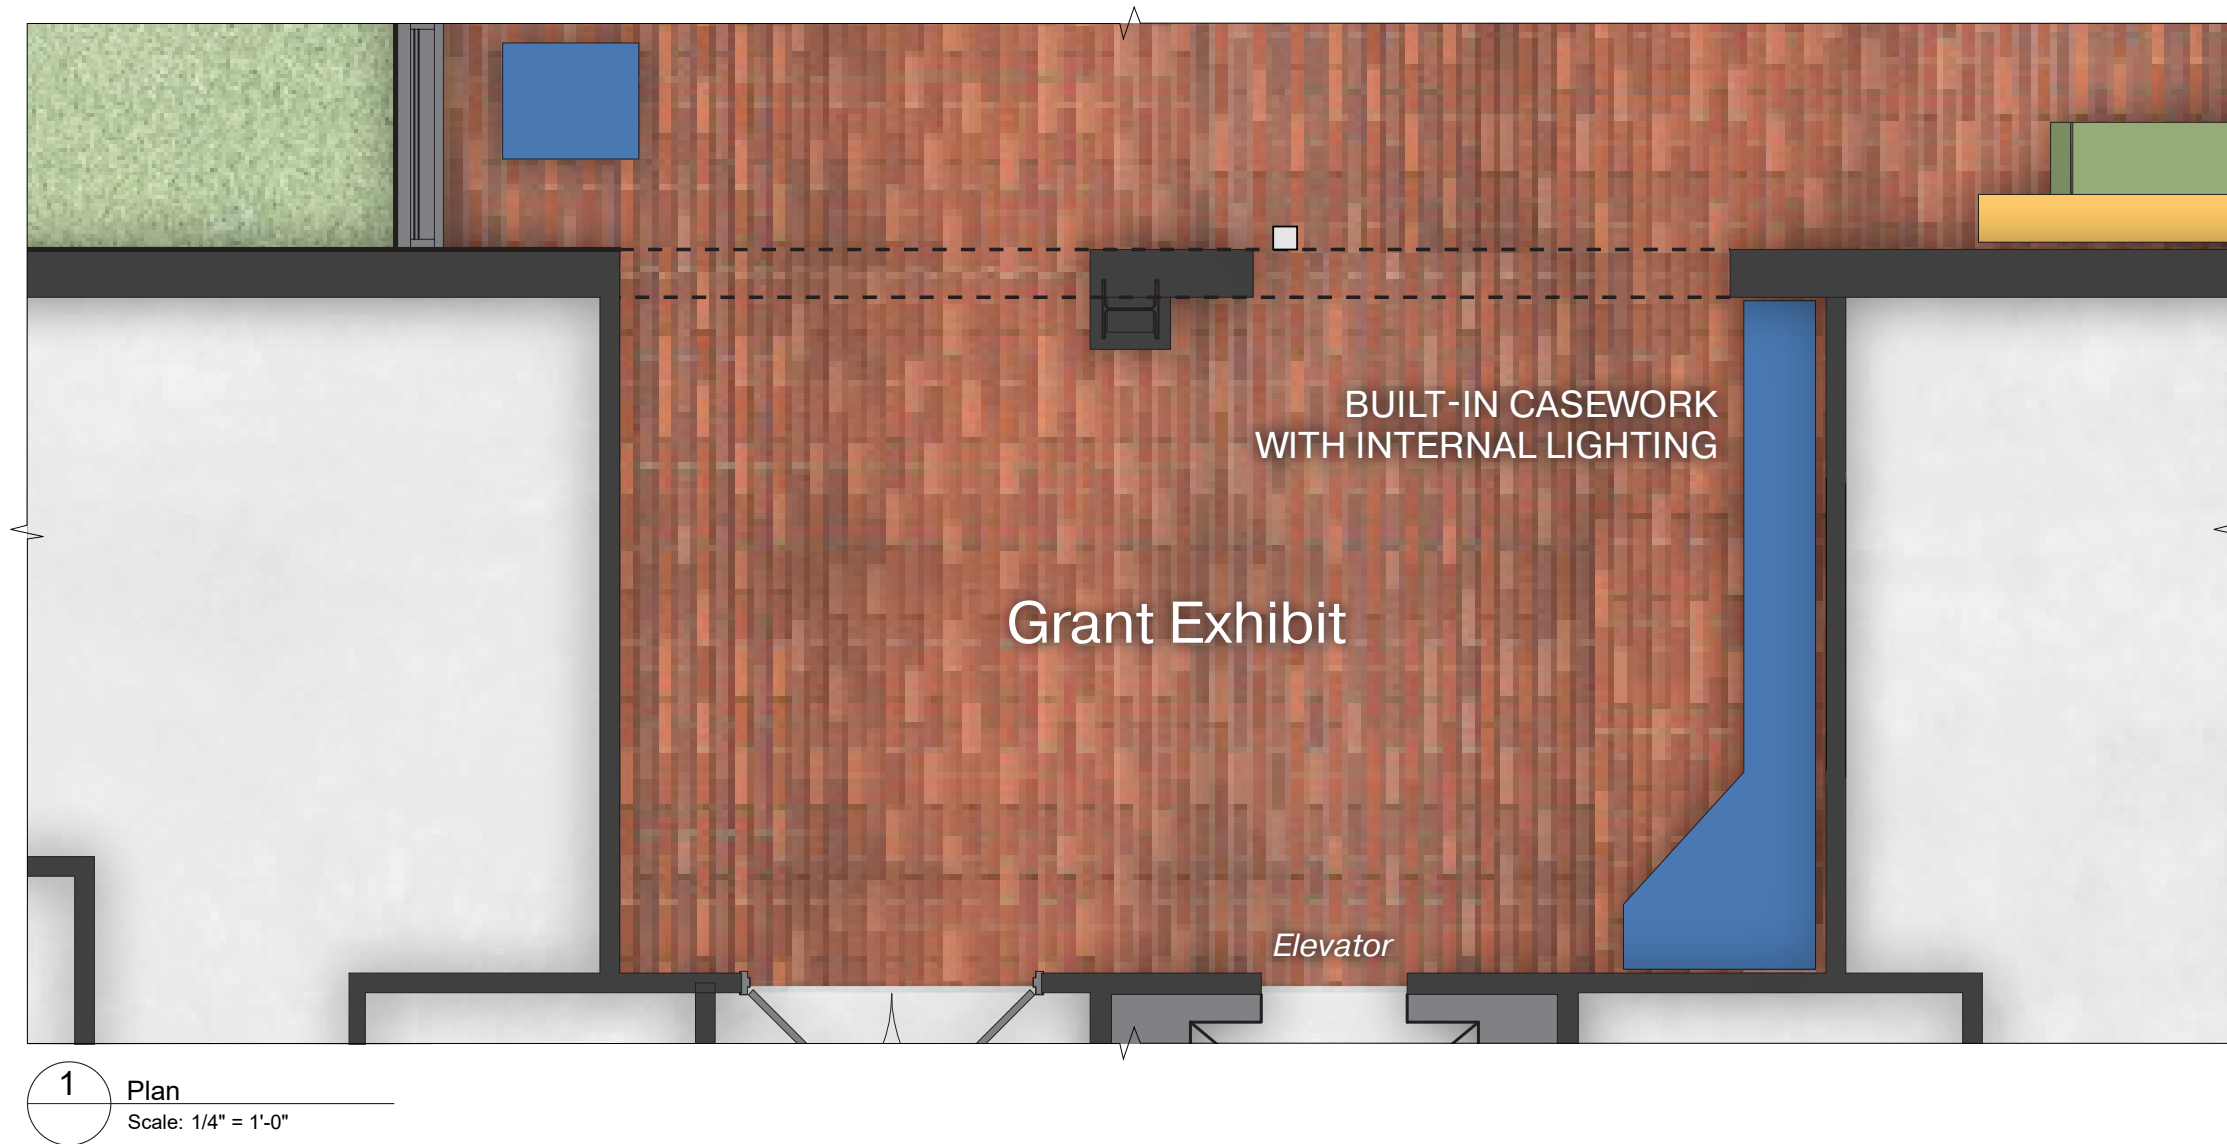 BUILT-IN CASEWORK
WITH INTERNAL LIGHTING
Grant Exhibit
Elevator
1
Plan
Scale: 1/4" = 1'-0"